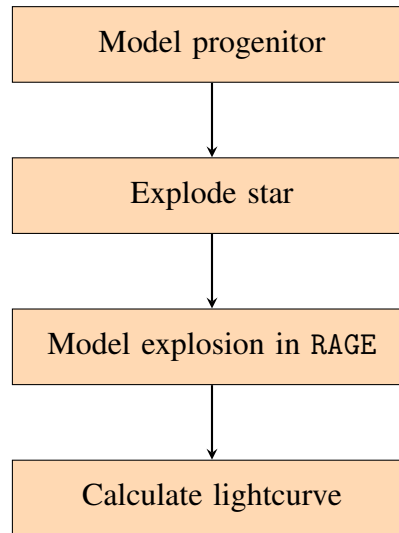 Model progenitor
Explode star
Model explosion in RAGE
Calculate lightcurve